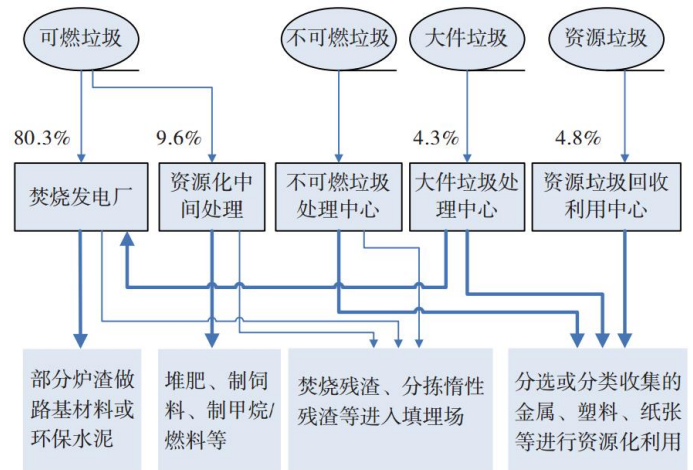 可燃垃圾
不可燃垃圾
大件垃圾
资源垃圾
80.3%
9.6%
4.3%
4.8%
焚烧发电厂
资源化中
间处理
不可燃垃圾
处理中心
大件垃圾处
理中心
资源垃圾回收
利用中心
部分炉渣做
路基材料或
环保水泥
堆肥、制饲
料、制甲烷/
燃料等
焚烧残渣、分拣惰性
残渣等进入填埋场
分选或分类收集的
金属、塑料、纸张
等进行资源化利用